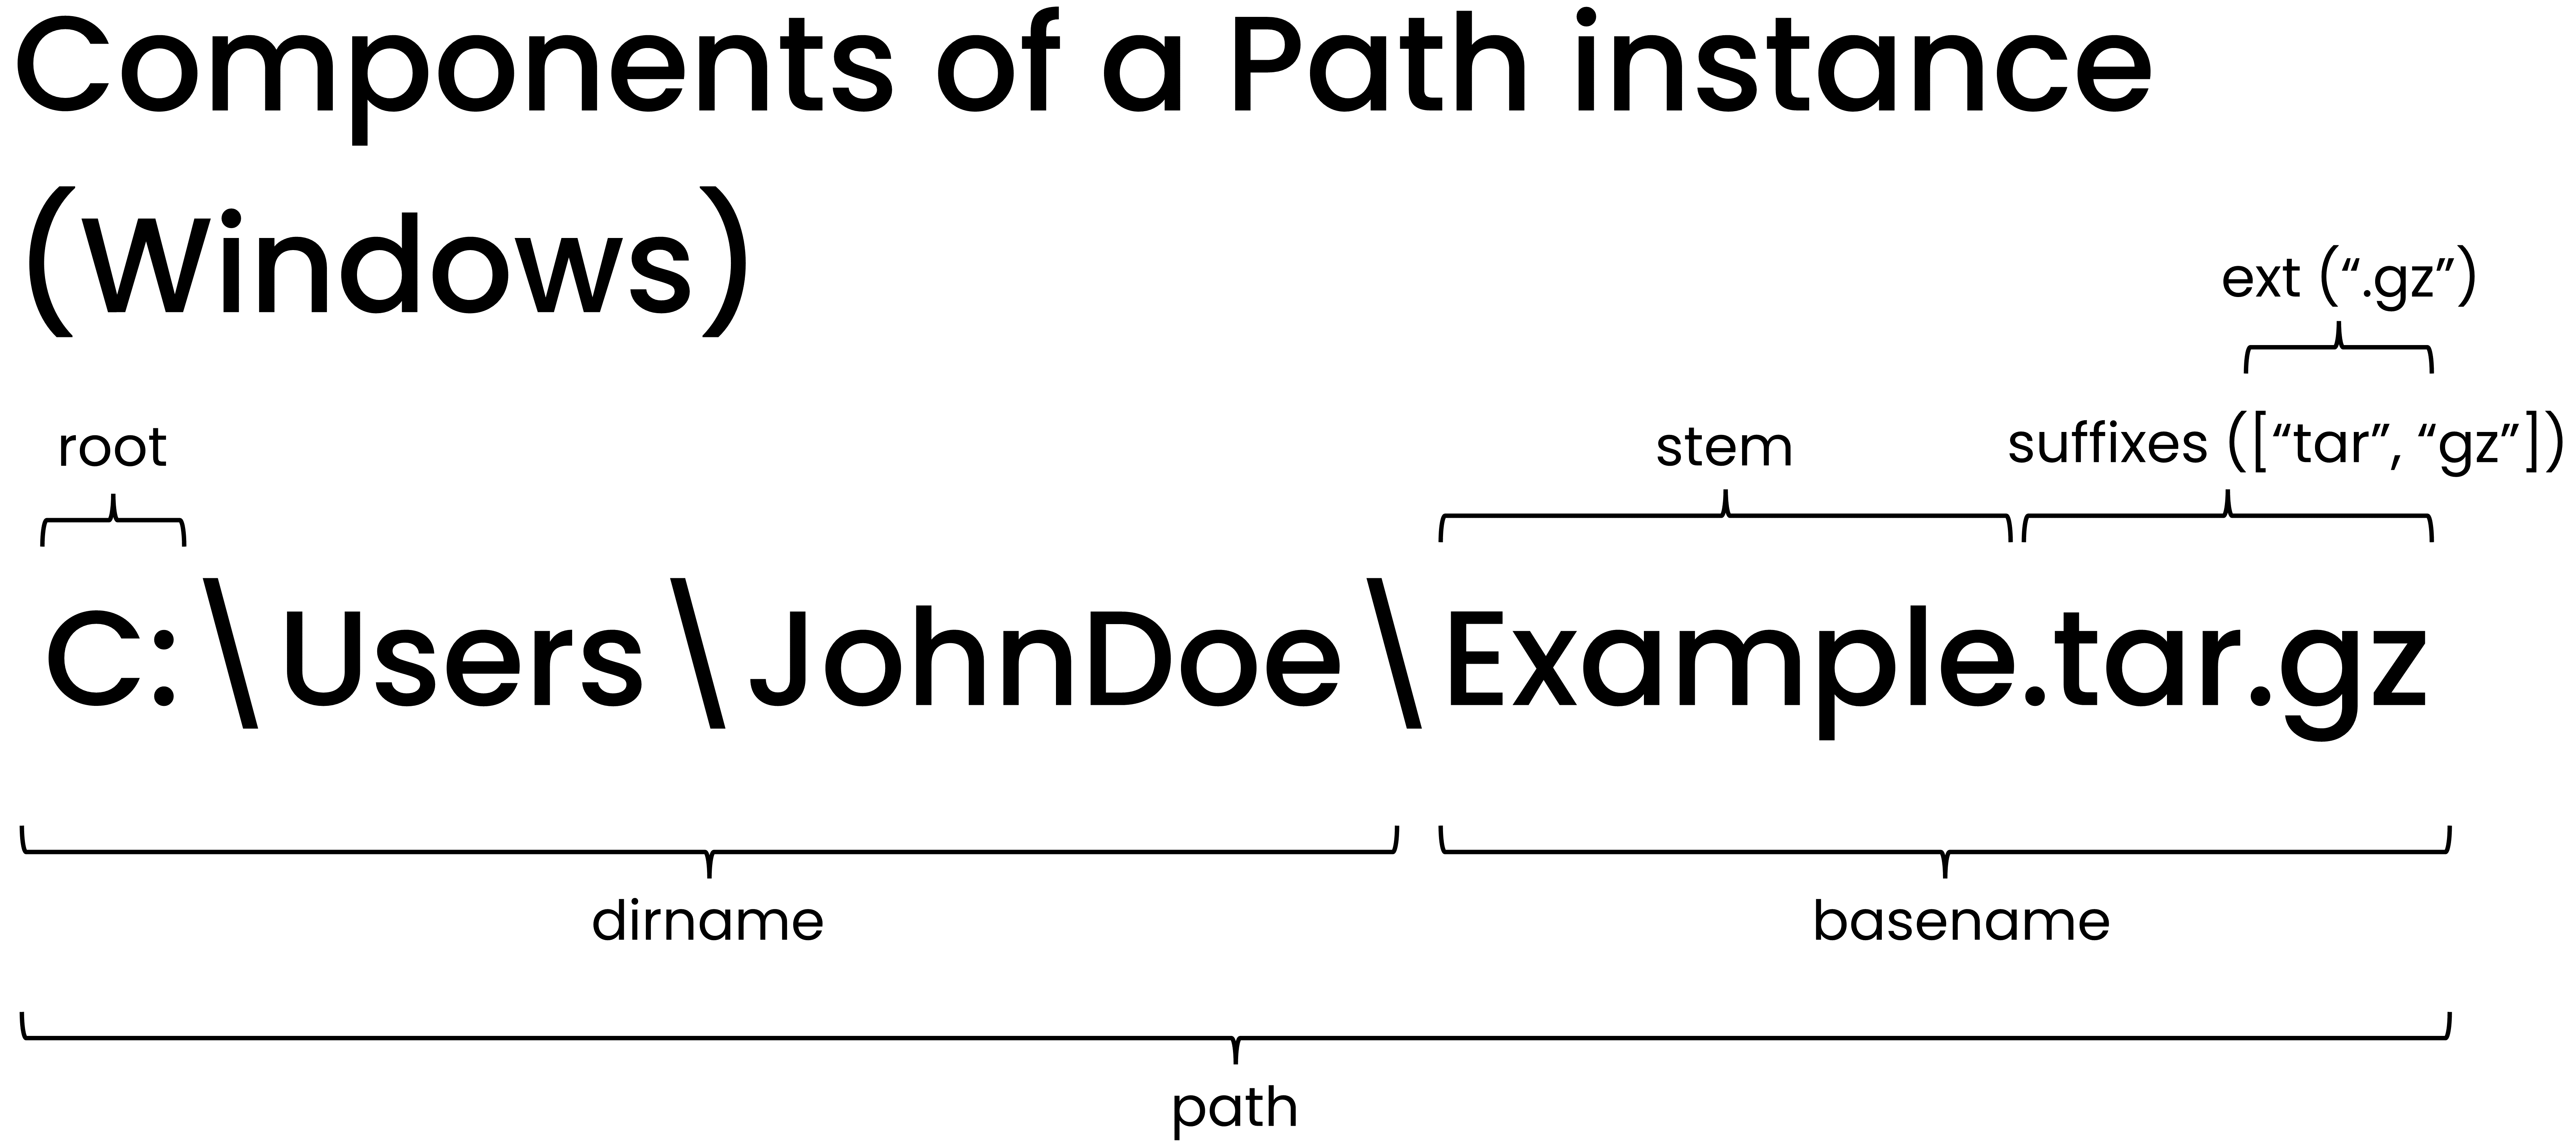 Components of a Path instance
(Windows)
ext (“.gz”)
root
stem
suffixes ([“tar”, “gz”])
C:\Users\JohnDoe\Example.tar.gz
dirname
basename
path